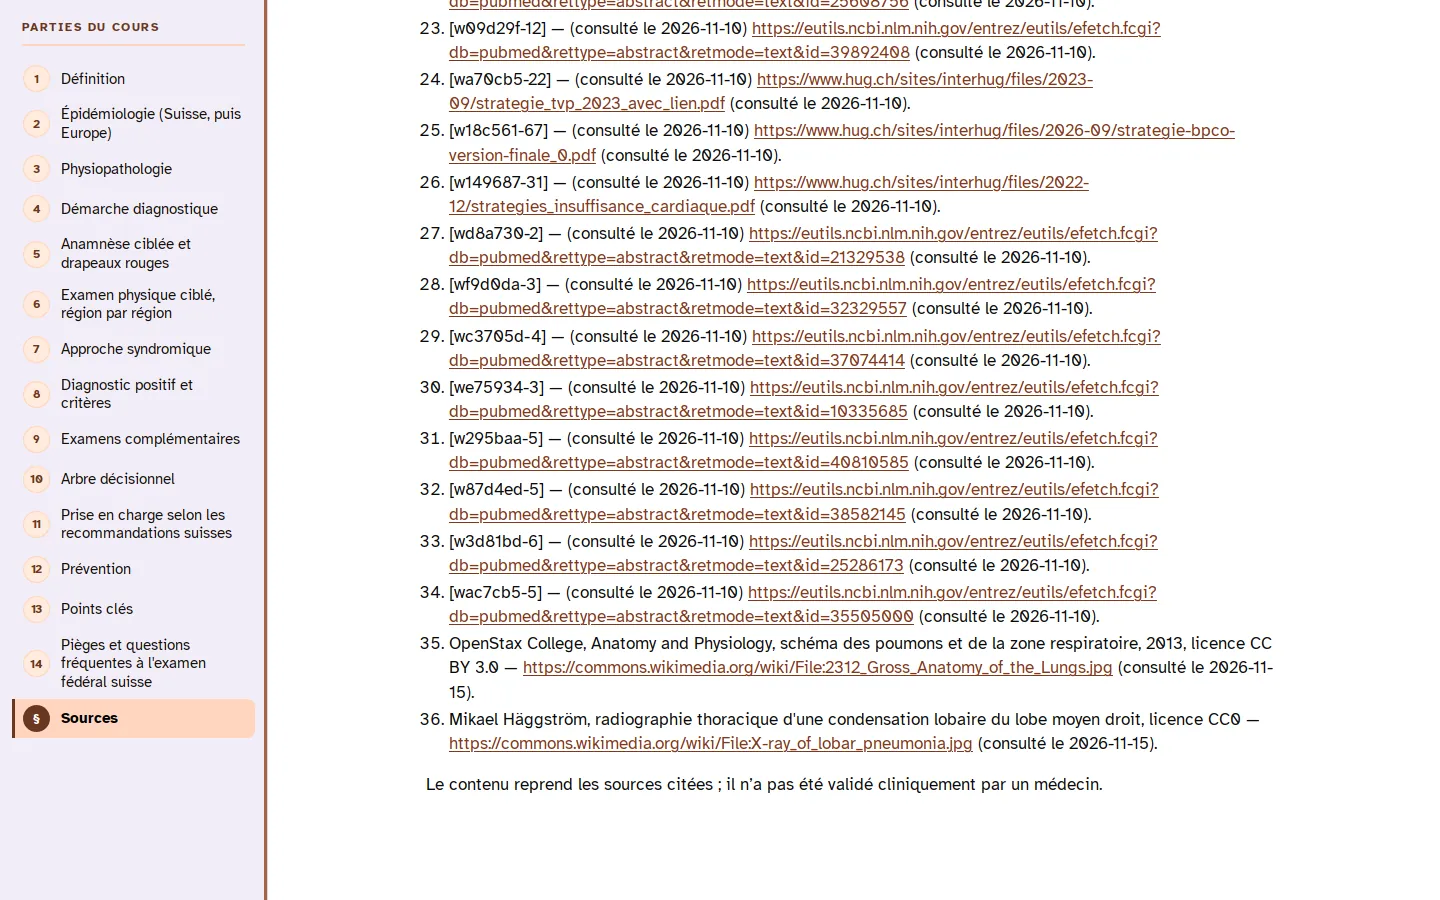 PARTIES DU COURS
1 Définition
2 Épidémiologie (Suisse, puis
Europe)
3 Physiopathologie
4 Démarche diagnostique
5 Anamnèse ciblée et
drapeaux rouges
6 Examen physique ciblé,
région par région
7 Approche syndromique
8 Diagnostic positif et
critères
9 Examens complémentaires
10 Arbre décisionnel
11 Prise en charge selon les
recommandations suisses
12 Prévention
13 Points clés
14 Pièges et questions
fréquentes à l'examen
fédéral suisse
§ Sources
db=pubmed&rettype=abstract&retmode=text&id=25608756 (consulté le 2026-11-10).
23. [w09d29f-12] — (consulté le 2026-11-10) https://eutils.ncbi.nlm.nih.gov/entrez/eutils/efetch.fcgi?
db=pubmed&rettype=abstract&retmode=text&id=39892408 (consulté le 2026-11-10).
24. [wa70cb5-22] — (consulté le 2026-11-10) https://www.hug.ch/sites/interhug/files/2023-
09/strategie_tvp_2023_avec_lien.pdf (consulté le 2026-11-10).
25. [w18c561-67] — (consulté le 2026-11-10) https://www.hug.ch/sites/interhug/files/2026-09/strategie-bpco-
version-finale_0.pdf (consulté le 2026-11-10).
26. [w149687-31] — (consulté le 2026-11-10) https://www.hug.ch/sites/interhug/files/2022-
12/strategies_insuffisance_cardiaque.pdf (consulté le 2026-11-10).
27. [wd8a730-2] — (consulté le 2026-11-10) https://eutils.ncbi.nlm.nih.gov/entrez/eutils/efetch.fcgi?
db=pubmed&rettype=abstract&retmode=text&id=21329538 (consulté le 2026-11-10).
28. [wf9d0da-3] — (consulté le 2026-11-10) https://eutils.ncbi.nlm.nih.gov/entrez/eutils/efetch.fcgi?
db=pubmed&rettype=abstract&retmode=text&id=32329557 (consulté le 2026-11-10).
29. [wc3705d-4] — (consulté le 2026-11-10) https://eutils.ncbi.nlm.nih.gov/entrez/eutils/efetch.fcgi?
db=pubmed&rettype=abstract&retmode=text&id=37074414 (consulté le 2026-11-10).
30. [we75934-3] — (consulté le 2026-11-10) https://eutils.ncbi.nlm.nih.gov/entrez/eutils/efetch.fcgi?
db=pubmed&rettype=abstract&retmode=text&id=10335685 (consulté le 2026-11-10).
31. [w295baa-5] — (consulté le 2026-11-10) https://eutils.ncbi.nlm.nih.gov/entrez/eutils/efetch.fcgi?
db=pubmed&rettype=abstract&retmode=text&id=40810585 (consulté le 2026-11-10).
32. [w87d4ed-5] — (consulté le 2026-11-10) https://eutils.ncbi.nlm.nih.gov/entrez/eutils/efetch.fcgi?
db=pubmed&rettype=abstract&retmode=text&id=38582145 (consulté le 2026-11-10).
33. [w3d81bd-6] — (consulté le 2026-11-10) https://eutils.ncbi.nlm.nih.gov/entrez/eutils/efetch.fcgi?
db=pubmed&rettype=abstract&retmode=text&id=25286173 (consulté le 2026-11-10).
34. [wac7cb5-5] — (consulté le 2026-11-10) https://eutils.ncbi.nlm.nih.gov/entrez/eutils/efetch.fcgi?
db=pubmed&rettype=abstract&retmode=text&id=35505000 (consulté le 2026-11-10).
35. OpenStax College, Anatomy and Physiology, schéma des poumons et de la zone respiratoire, 2013, licence CC
BY 3.0 — https://commons.wikimedia.org/wiki/File:2312_Gross_Anatomy_of_the_Lungs.jpg (consulté le 2026-11-
15).
36. Mikael Häggström, radiographie thoracique d'une condensation lobaire du lobe moyen droit, licence CC0 —
https://commons.wikimedia.org/wiki/File:X-ray_of_lobar_pneumonia.jpg (consulté le 2026-11-15).
Le contenu reprend les sources citées ; il n’a pas été validé cliniquement par un médecin.